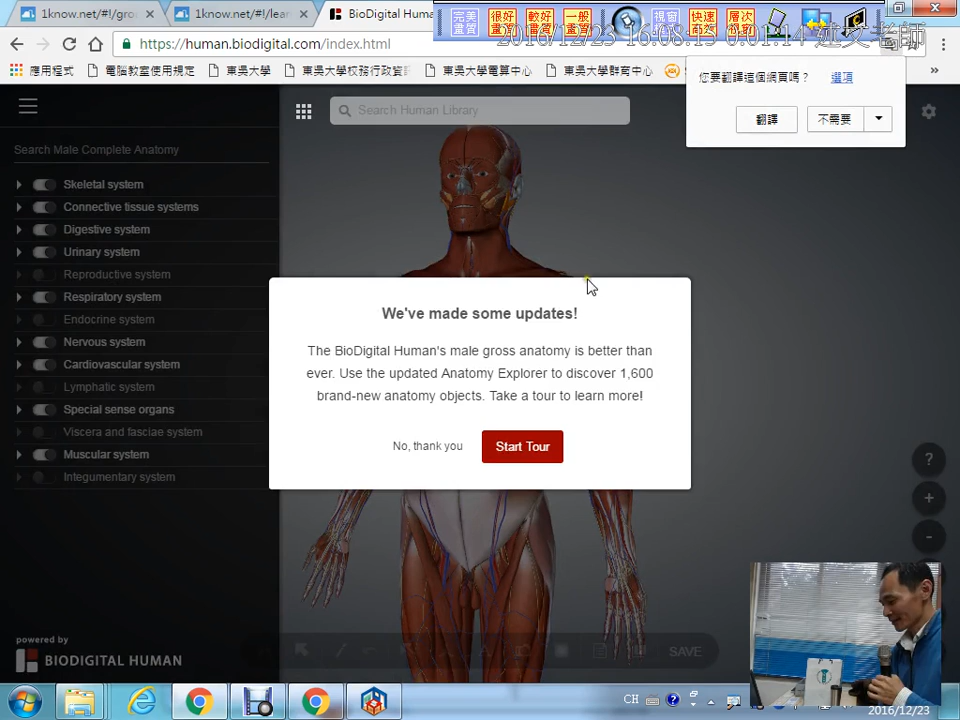 1know.net/#!/gro
1know.net/#!/lear
BioDigital Huma
完美畫質
很好畫質
較好畫質
一般畫質
視窗
快速
層次
https://human.biodigital.com/index.html
2016/12/23 16:08:15 0:01:14
老師
應用程式
電腦教室使用規定
東吳大學
東吳大學校務行政資訊
東吳大學電算中心
東吳大學群育中心
»
您要翻譯這個網頁嗎？ 選項
翻譯
不需要
Search Human Library
Search Male Complete Anatomy
Skeletal system
Connective tissue systems
Digestive system
Urinary system
Reproductive system
Respiratory system
Endocrine system
Nervous system
Cardiovascular system
Lymphatic system
Special sense organs
Viscera and fasciae system
Muscular system
Integumentary system
We've made some updates!
The BioDigital Human's male gross anatomy is better than
ever. Use the updated Anatomy Explorer to discover 1,600
brand-new anatomy objects. Take a tour to learn more!
No, thank you
Start Tour
?
+
-
powered by
BIODIGITAL HUMAN
SAVE
CH
2016/12/23